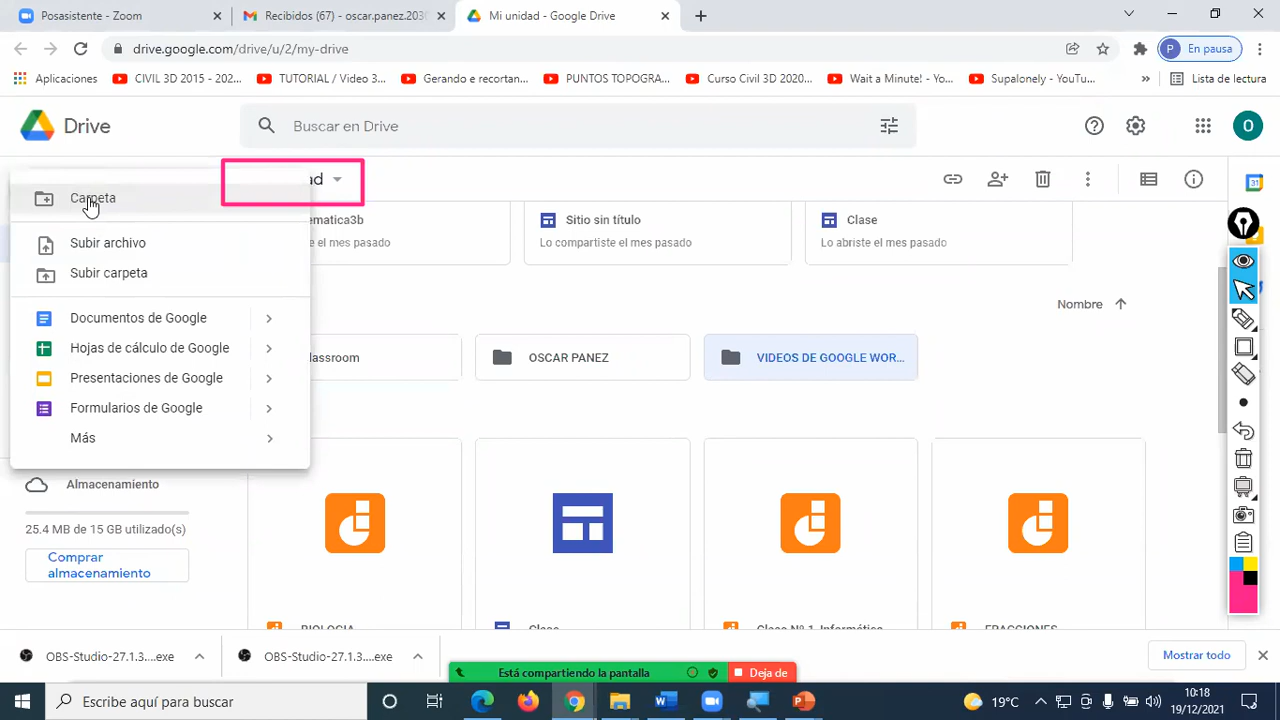 Posasistente - Zoom
Recibidos (67) - oscar.panez.203
Mi unidad - Google Drive
drive.google.com/drive/u/2/my-drive
En pausa
Aplicaciones
CIVIL 3D 2015 - 202...
TUTORIAL / Video 3...
Gerando e recortan...
PUNTOS TOPOGRA...
Curso Civil 3D 2020...
Wait a Minute! - Yo...
Supalonely - YouTu...
Lista de lectura
Drive
Buscar en Drive
O
ad
Carpeta
Subir archivo
Subir carpeta
Documentos de Google
Hojas de cálculo de Google
Presentaciones de Google
Formularios de Google
Más
ematica3b
he el mes pasado
Sitio sin título
Lo compartiste el mes pasado
Clase
Lo abriste el mes pasado
Nombre
lassroom
OSCAR PANEZ
VIDEOS DE GOOGLE WOR...
Almacenamiento
25.4 MB de 15 GB utilizado(s)
Comprar
almacenamiento
BIOLOGIA
Clase
Clase Nº 1 Informática
FRACCIONES
OBS-Studio-27.1.3....exe
OBS-Studio-27.1.3....exe
Mostrar todo
Está compartiendo la pantalla
Deja de
Escribe aquí para buscar
19°C
10:18
19/12/2021